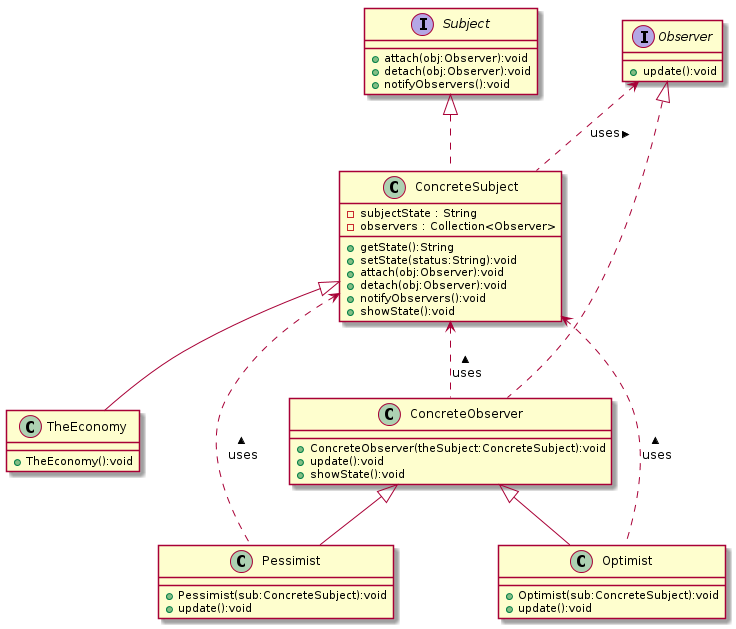 I Subject
attach(obj:Observer):void
detach(obj:Observer):void
notifyObservers():void
I Observer
update():void
uses
C ConcreteSubject
subjectState : String
observers : Collection<Observer>
getState():String
setState(status:String):void
attach(obj:Observer):void
detach(obj:Observer):void
notifyObservers():void
showState():void
uses
C TheEconomy
TheEconomy():void
C ConcreteObserver
ConcreteObserver(theSubject:ConcreteSubject):void
update():void
showState():void
uses
uses
C Pessimist
Pessimist(sub:ConcreteSubject):void
update():void
C Optimist
Optimist(sub:ConcreteSubject):void
update():void